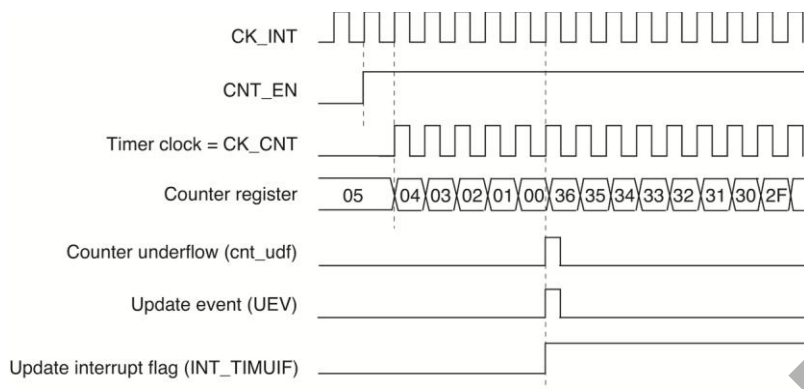 CK_INT
CNT_EN
Timer clock = CK_CNT
Counter register 05 04 03 02 01 00 36 35 34 33 32 31 30 2F
Counter underflow (cnt_udf)
Update event (UEV)
Update interrupt flag (INT_TIMUIF)